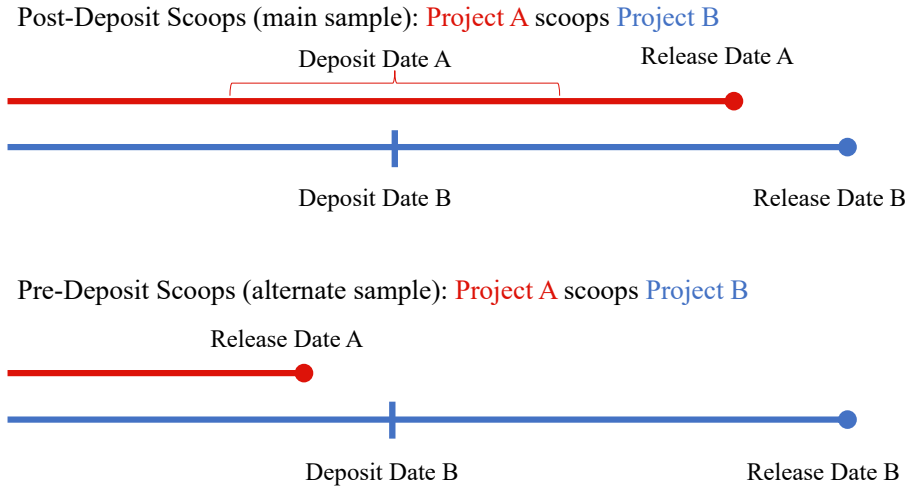 Post-Deposit Scoops (main sample): Project A scoops Project B
Deposit Date A
Release Date A
Deposit Date B
Release Date B
Pre-Deposit Scoops (alternate sample): Project A scoops Project B
Release Date A
Deposit Date B
Release Date B